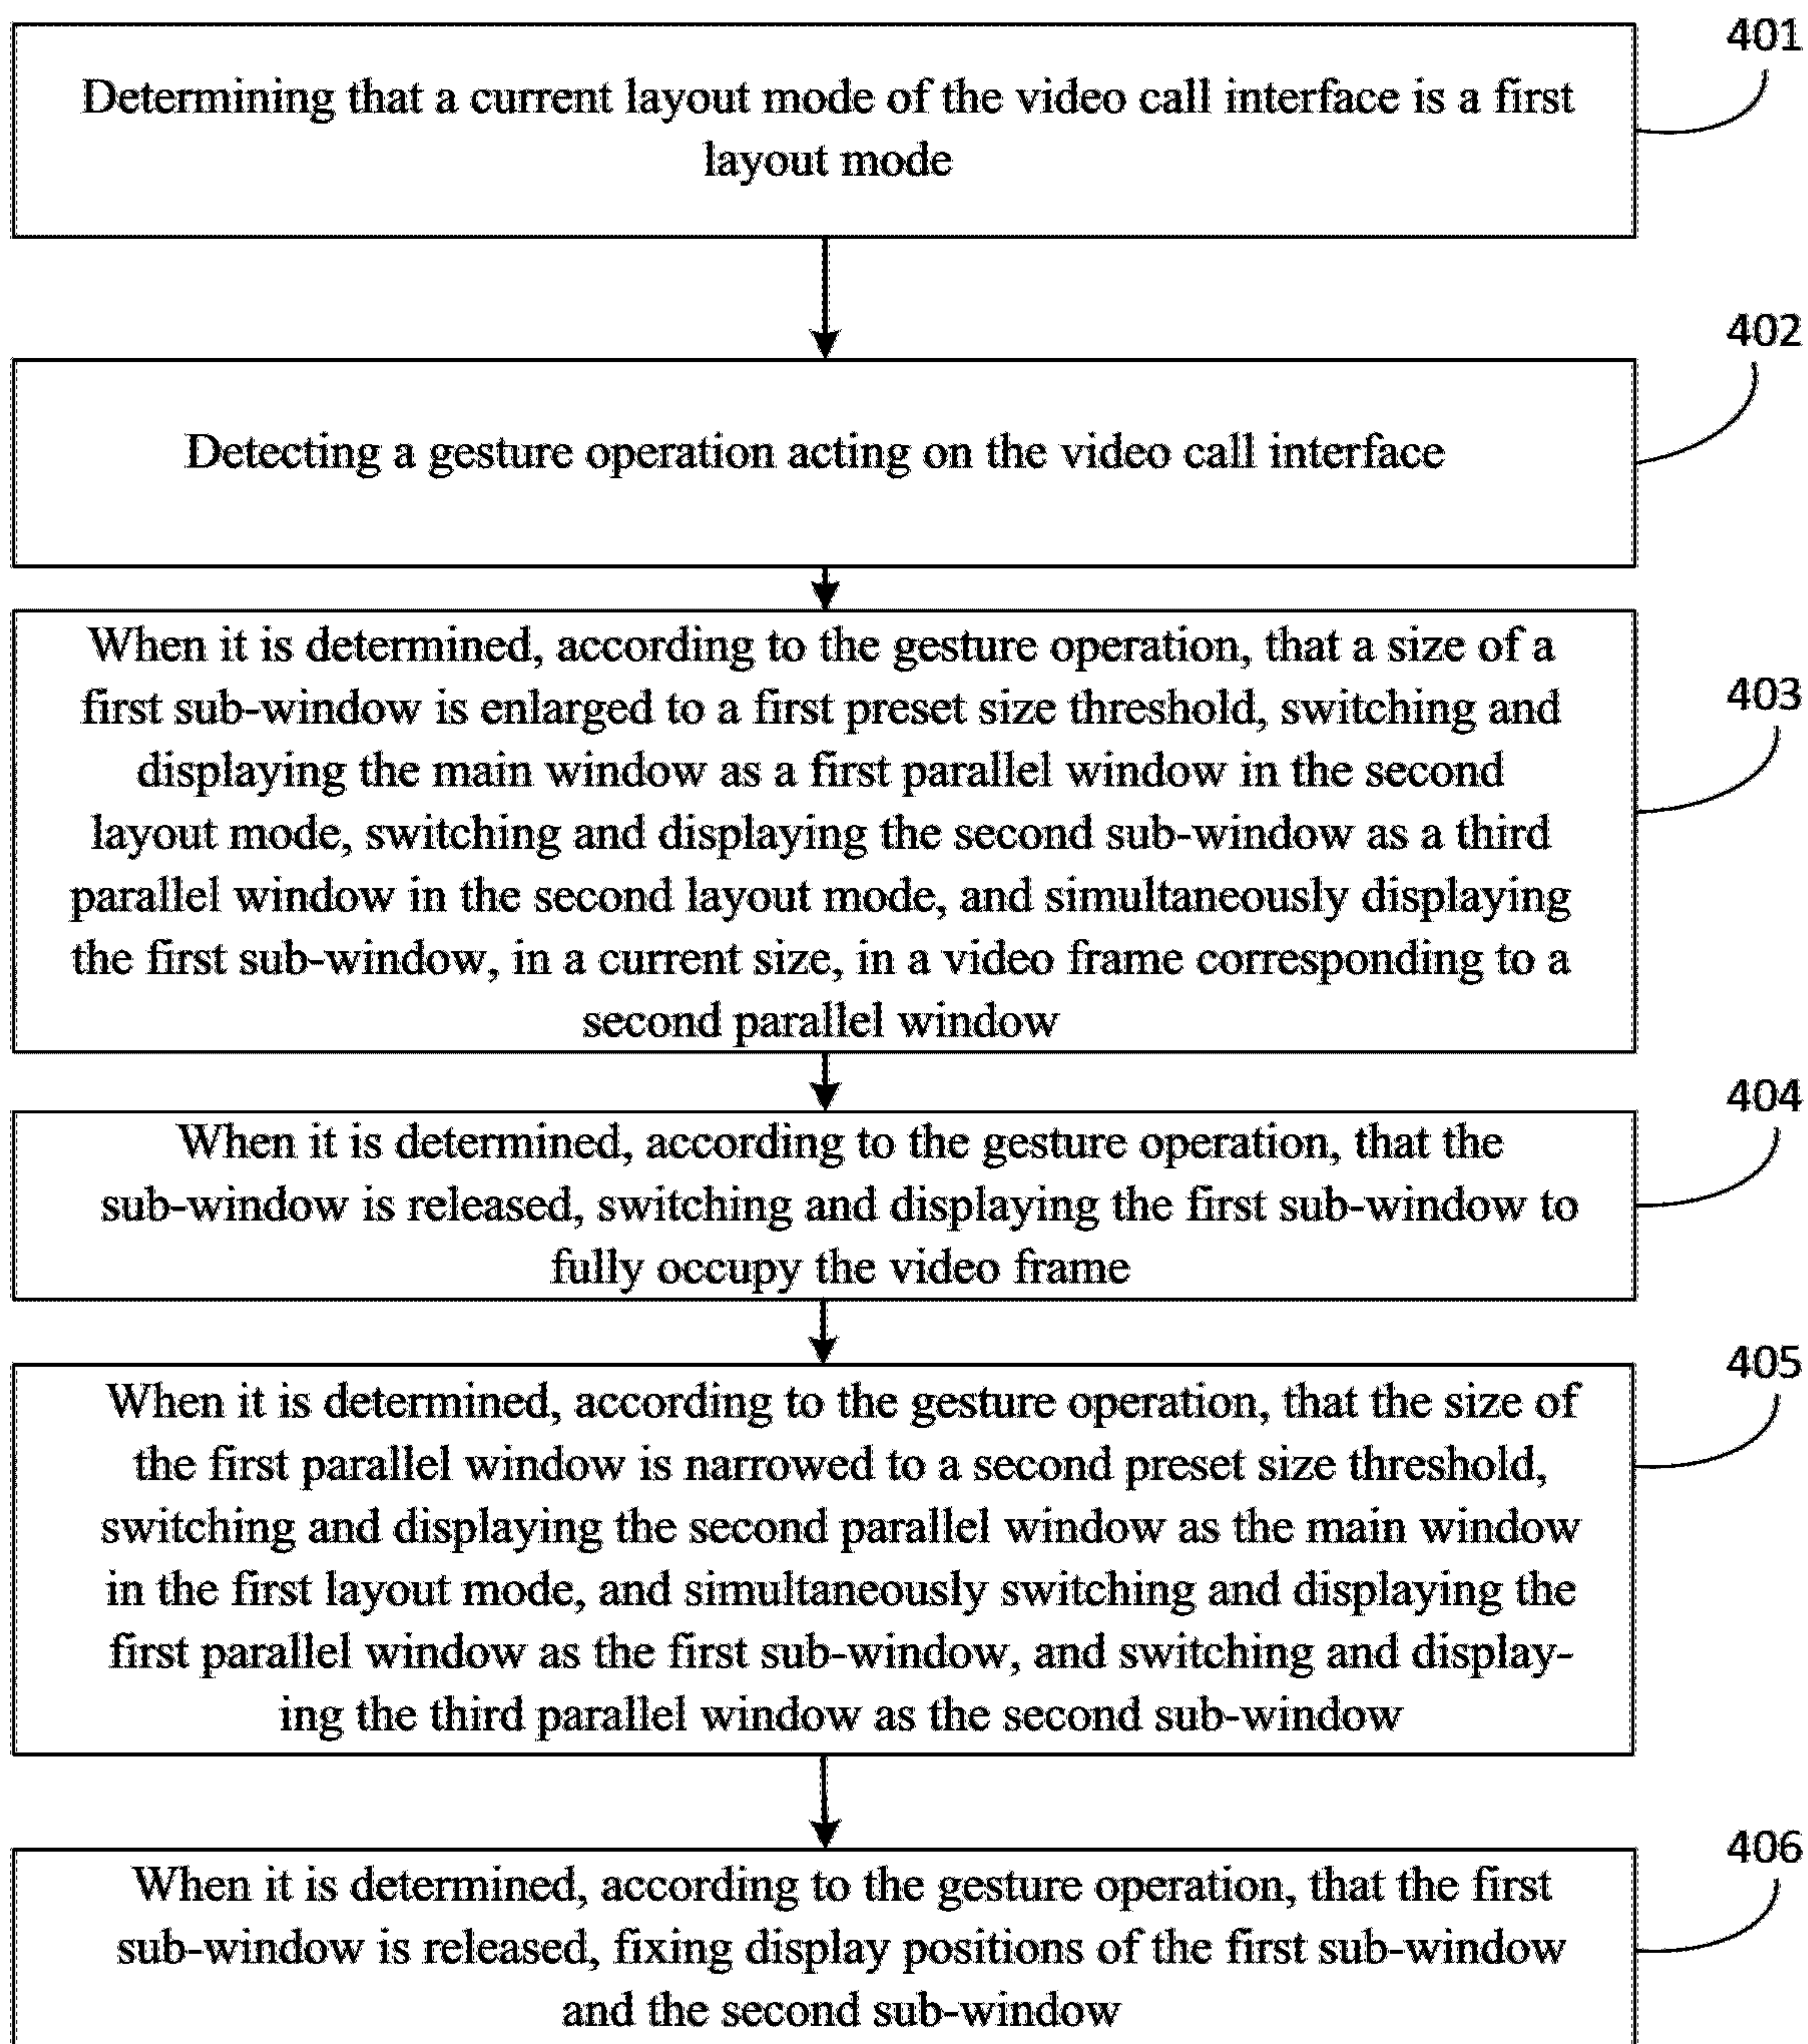 401
Determining that a current layout mode of the video call interface is a first
layout mode
402
Detecting a gesture operation acting on the video call interface
403
When it is determined, according to the gesture operation, that a size of a
first sub-window is enlarged to a first preset size threshold, switching and
displaying the main window as a first parallel window in the second
layout mode, switching and displaying the second sub-window as a third
parallel window in the second layout mode, and simultaneously displaying
the first sub-window, in a current size, in a video frame corresponding to a
second parallel window
404
When it is determined, according to the gesture operation, that the
sub-window is released, switching and displaying the first sub-window to
fully occupy the video frame
405
When it is determined, according to the gesture operation, that the size of
the first parallel window is narrowed to a second preset size threshold,
switching and displaying the second parallel window as the main window
in the first layout mode, and simultaneously switching and displaying the
first parallel window as the first sub-window, and switching and display-
ing the third parallel window as the second sub-window
406
When it is determined, according to the gesture operation, that the first
sub-window is released, fixing display positions of the first sub-window
and the second sub-window